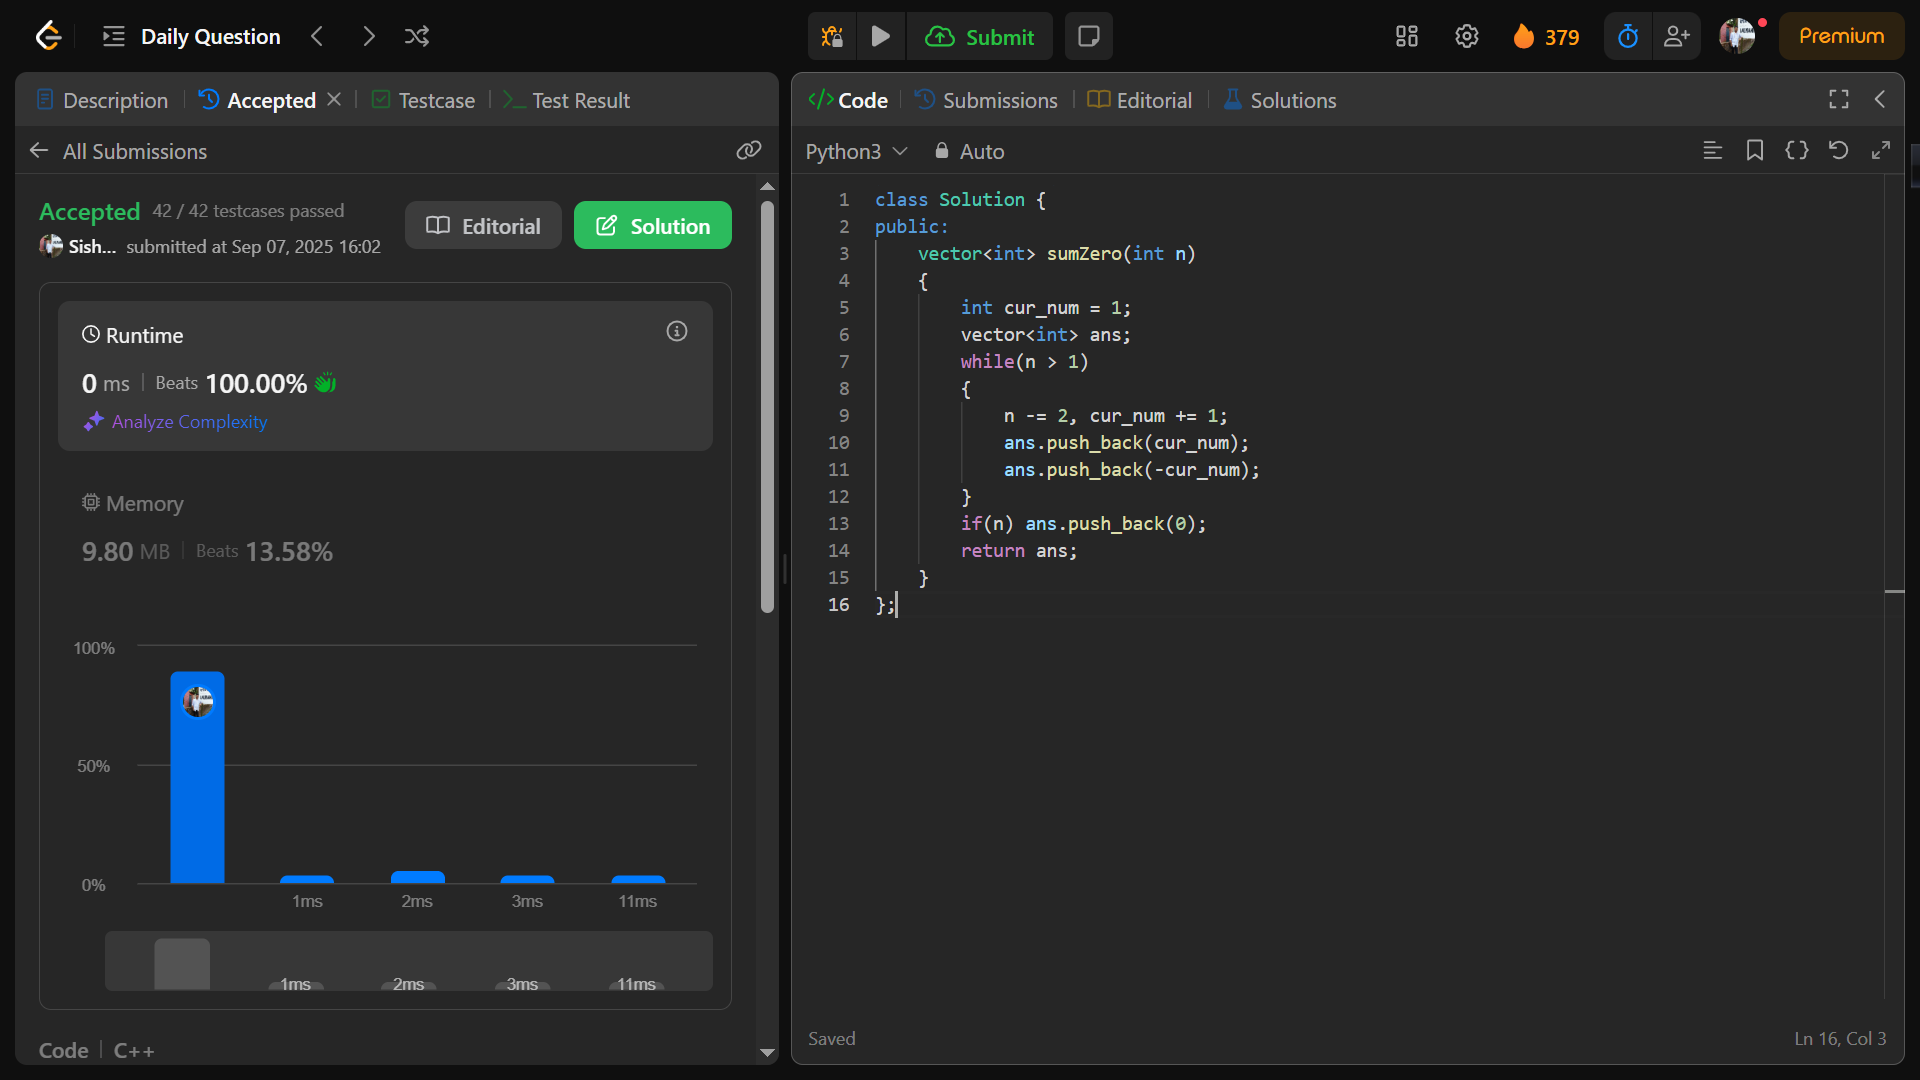 Daily Question
Submit
379
Premium
Description
Accepted
Testcase
Test Result
All Submissions
Accepted 42 / 42 testcases passed
Sish... submitted at Sep 07, 2025 16:02
Editorial
Solution
Runtime
0 ms Beats 100.00%
Analyze Complexity
Memory
9.80 MB Beats 13.58%
100%
50%
0%
1ms 2ms 3ms 11ms
1ms 2ms 3ms 11ms
Code C++
</> Code
Submissions
Editorial
Solutions
Python3
Auto
1 class Solution {
2 public:
3 vector<int> sumZero(int n)
4 {
5 int cur_num = 1;
6 vector<int> ans;
7 while(n > 1)
8 {
9 n -= 2, cur_num += 1;
10 ans.push_back(cur_num);
11 ans.push_back(-cur_num);
12 }
13 if(n) ans.push_back(0);
14 return ans;
15 }
16 };
Saved
Ln 16, Col 3